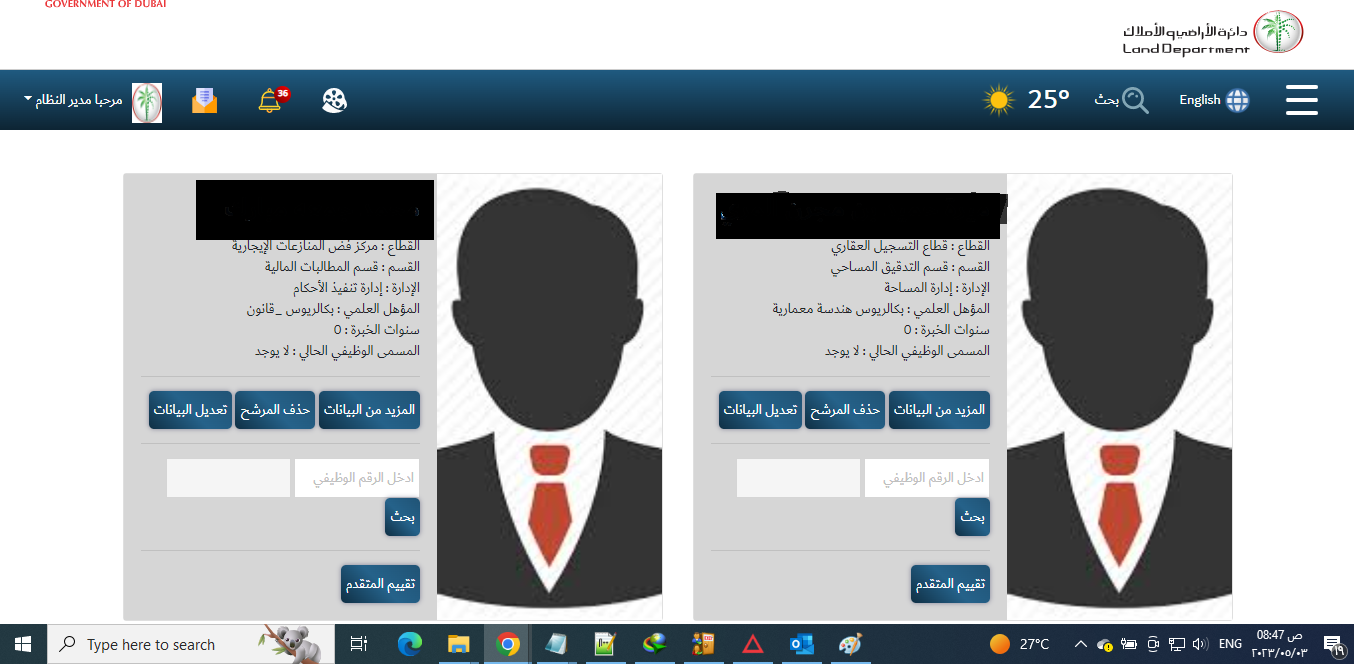 GOVERNMENT OF DUBAI
دائرة الأراضي والأملاك
Land Department
English
بحث
25°
36
مرحبا مدير النظام
القطاع : قطاع التسجيل العقاري
القسم : قسم التدقيق المساحي
الإدارة : إدارة المساحة
المؤهل العلمي : بكالريوس هندسة معمارية
سنوات الخبرة : 0
المسمى الوظيفي الحالي : لا يوجد
المزيد من البيانات
حذف المرشح
تعديل البيانات
ادخل الرقم الوظيفي
بحث
تقييم المتقدم
القطاع : مركز فض المنازعات الإيجارية
القسم : قسم المطالبات المالية
الإدارة : إدارة تنفيذ الأحكام
المؤهل العلمي : بكالريوس _قانون
سنوات الخبرة : 0
المسمى الوظيفي الحالي : لا يوجد
المزيد من البيانات
حذف المرشح
تعديل البيانات
ادخل الرقم الوظيفي
بحث
تقييم المتقدم
Type here to search
27°C
ENG
08:47 ص
٢٠٢٣/٠٥/٠٣
١٩